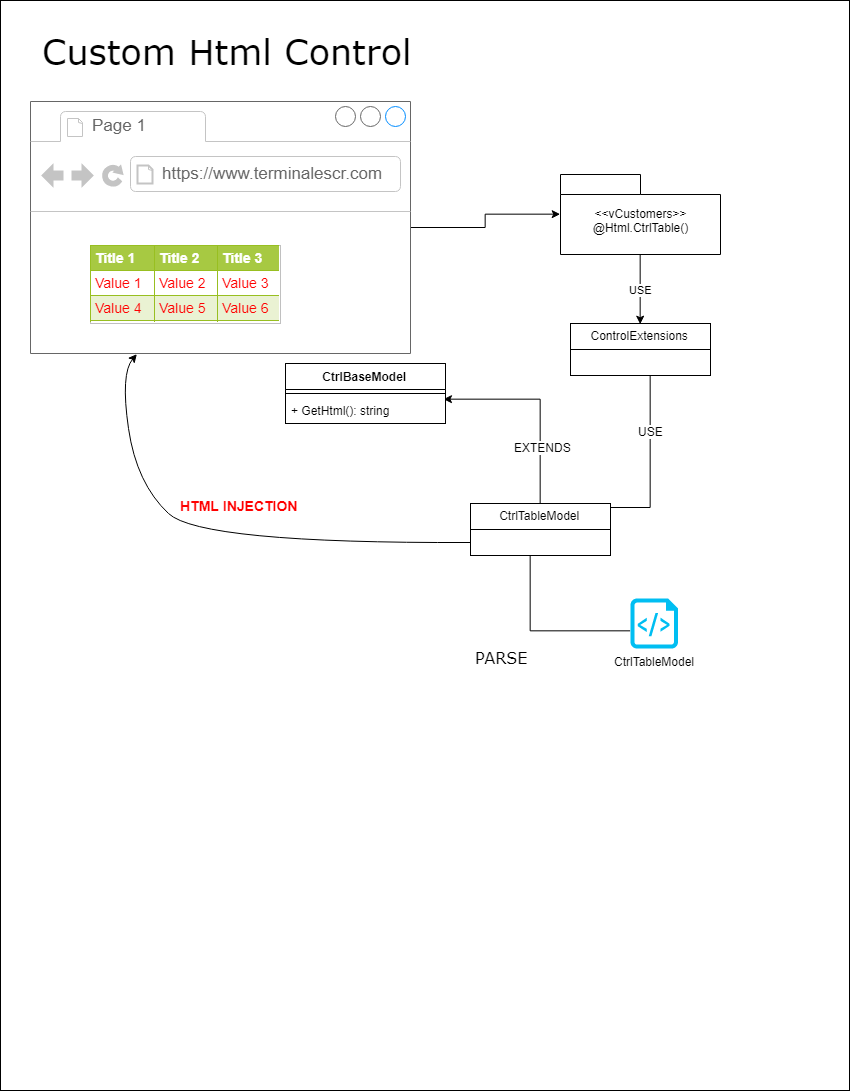 Custom Html Control
Page 1
https://www.terminalescr.com
<<vCustomers>>
@Html.CtrlTable()
Title 1 Title 2 Title 3
Value 1 Value 2 Value 3
Value 4 Value 5 Value 6
USE
ControlExtensions
CtrlBaseModel
+ GetHtml(): string
USE
EXTENDS
HTML INJECTION
CtrlTableModel
PARSE
</>
CtrlTableModel